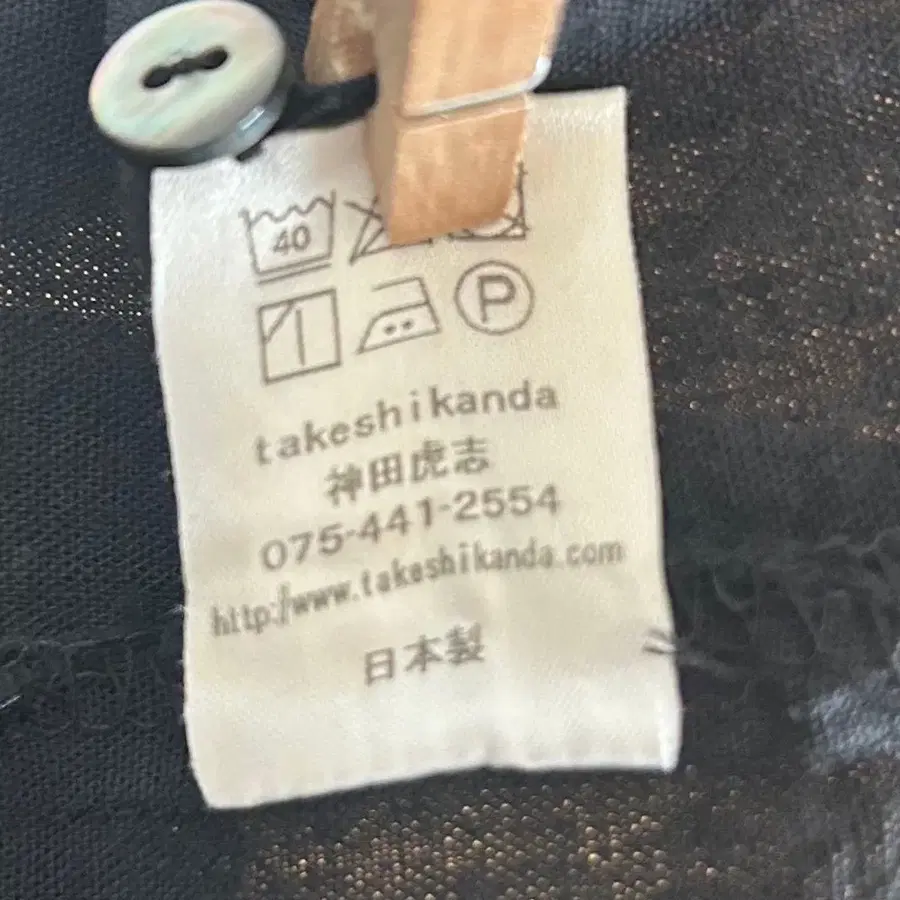 40
P
takeshikanda
神田虎志
075-441-2554
http://www.takeshikanda.com
日本製